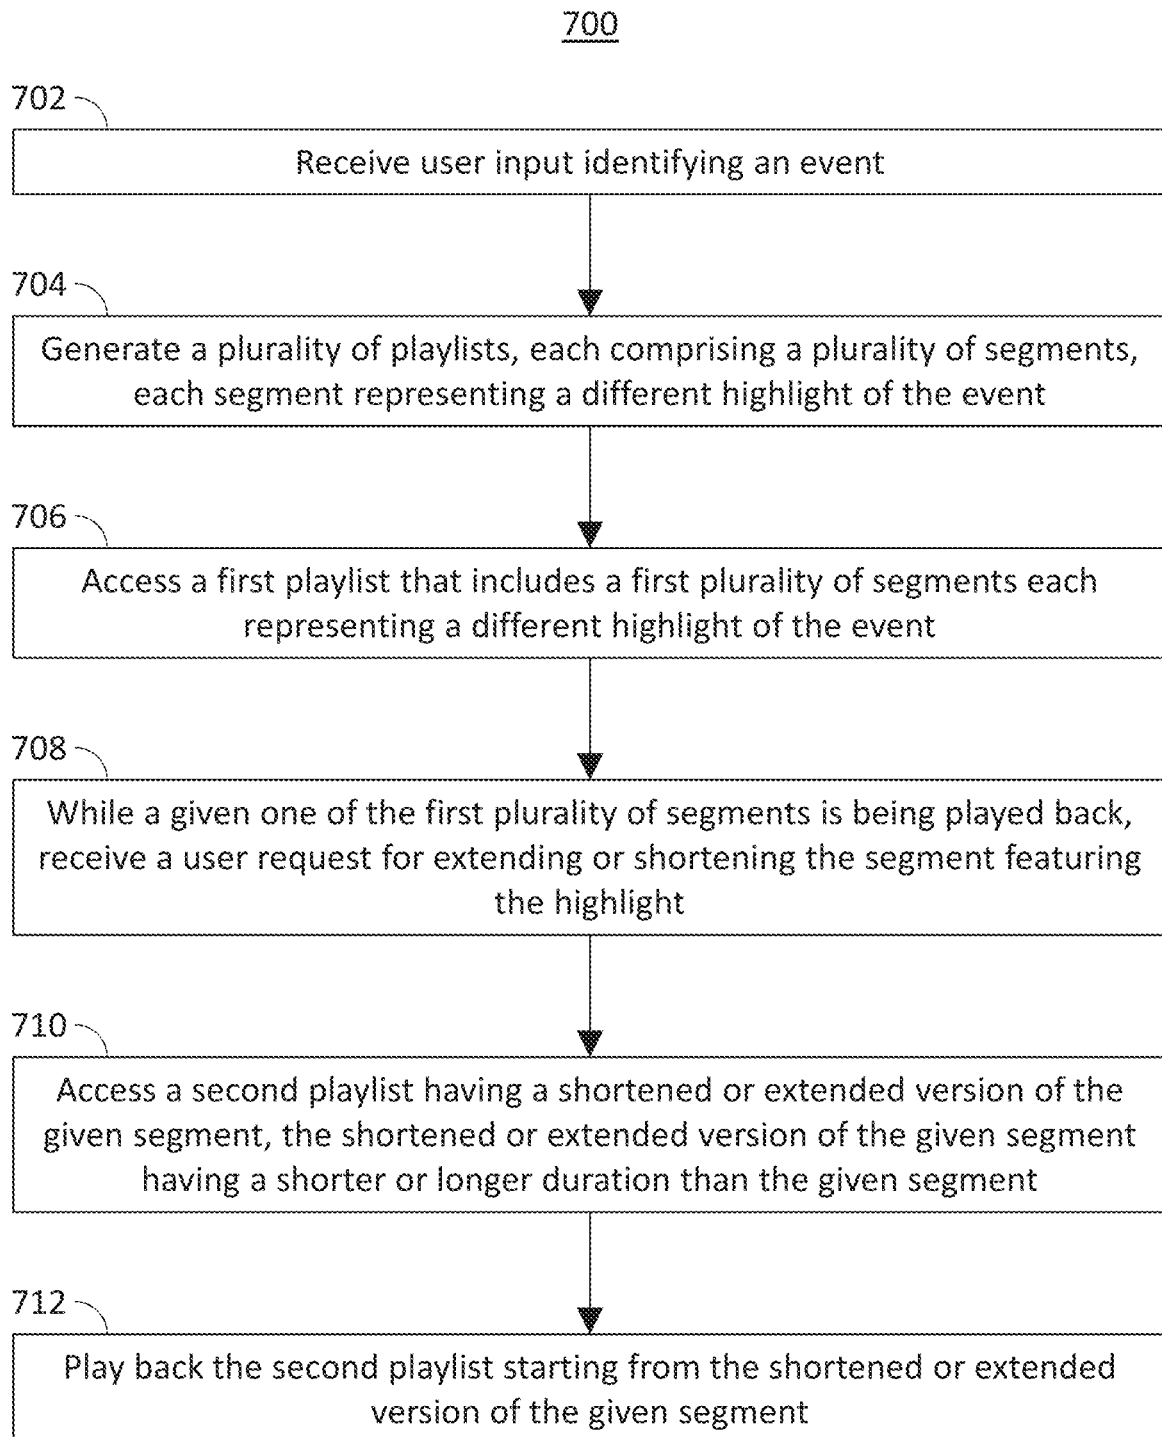 700
702
Receive user input identifying an event
704
Generate a plurality of playlists, each comprising a plurality of segments,
each segment representing a different highlight of the event
706
Access a first playlist that includes a first plurality of segments each
representing a different highlight of the event
708
While a given one of the first plurality of segments is being played back,
receive a user request for extending or shortening the segment featuring
the highlight
710
Access a second playlist having a shortened or extended version of the
given segment, the shortened or extended version of the given segment
having a shorter or longer duration than the given segment
712
Play back the second playlist starting from the shortened or extended
version of the given segment